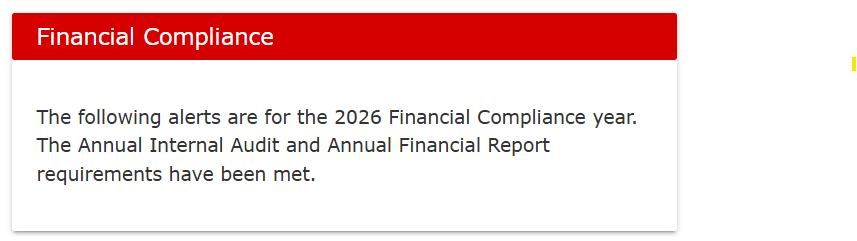 Financial Compliance
The following alerts are for the 2026 Financial Compliance year.
The Annual Internal Audit and Annual Financial Report
requirements have been met.